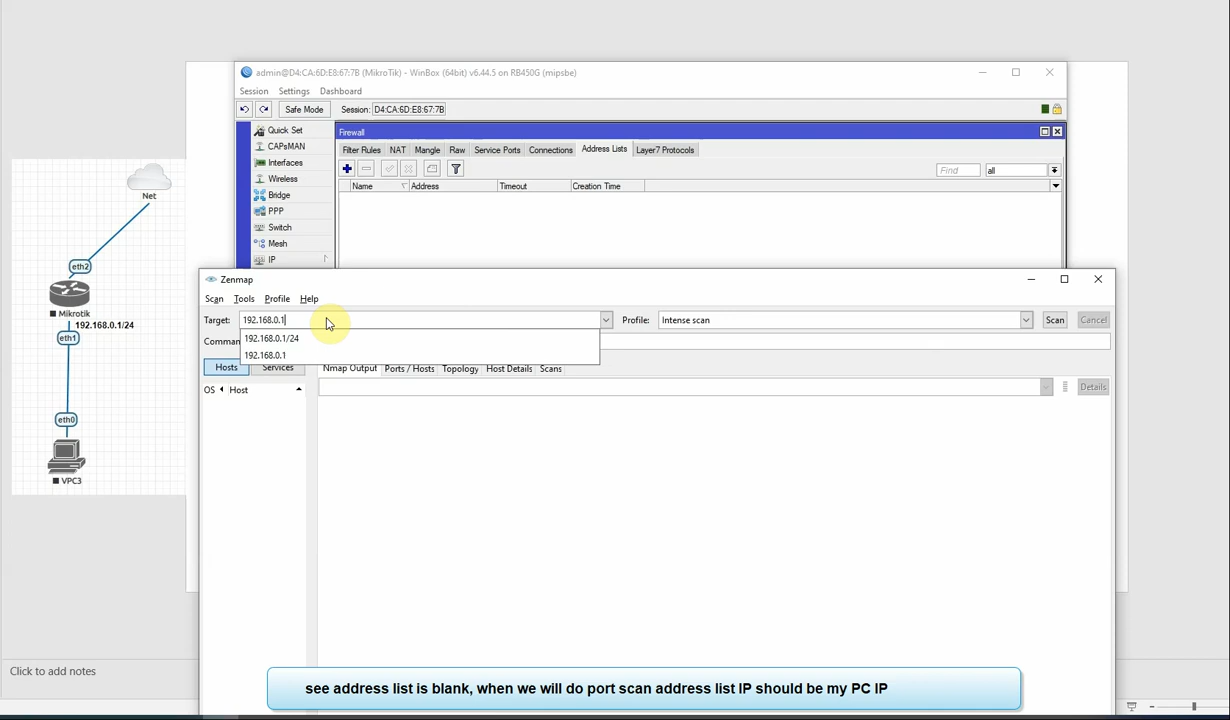 admin@D4:CA:6D:E8:67:7B (MikroTik) - WinBox (64bit) v6.44.5 on RB450G (mipsbe)
Session Settings Dashboard
Safe Mode Session: D4:CA:6D:E8:67:7B
Quick Set
CAPsMAN
Interfaces
Wireless
Bridge
PPP
Switch
Mesh
IP
Firewall
Filter Rules NAT Mangle Raw Service Ports Connections Address Lists Layer7 Protocols
Find all
Name Address Timeout Creation Time
Net
eth2
Mikrotik
192.168.0.1/24
eth1
eth0
VPC3
Zenmap
Scan Tools Profile Help
Target: 192.168.0.1 Profile: Intense scan Scan Cancel
192.168.0.1/24
192.168.0.1
Comman
Hosts Services Nmap Output Ports / Hosts Topology Host Details Scans
OS Host Details
Click to add notes
see address list is blank, when we will do port scan address list IP should be my PC IP